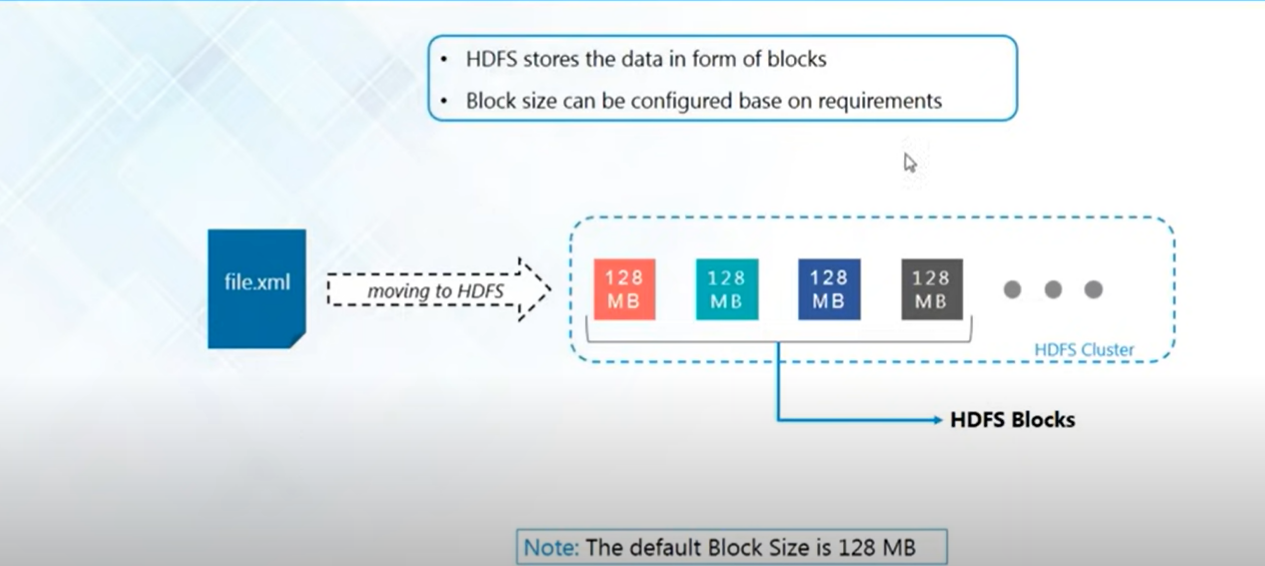 • HDFS stores the data in form of blocks
• Block size can be configured base on requirements
file.xml
moving to HDFS
128
MB
128
MB
128
MB
128
MB
HDFS Cluster
HDFS Blocks
Note: The default Block Size is 128 MB